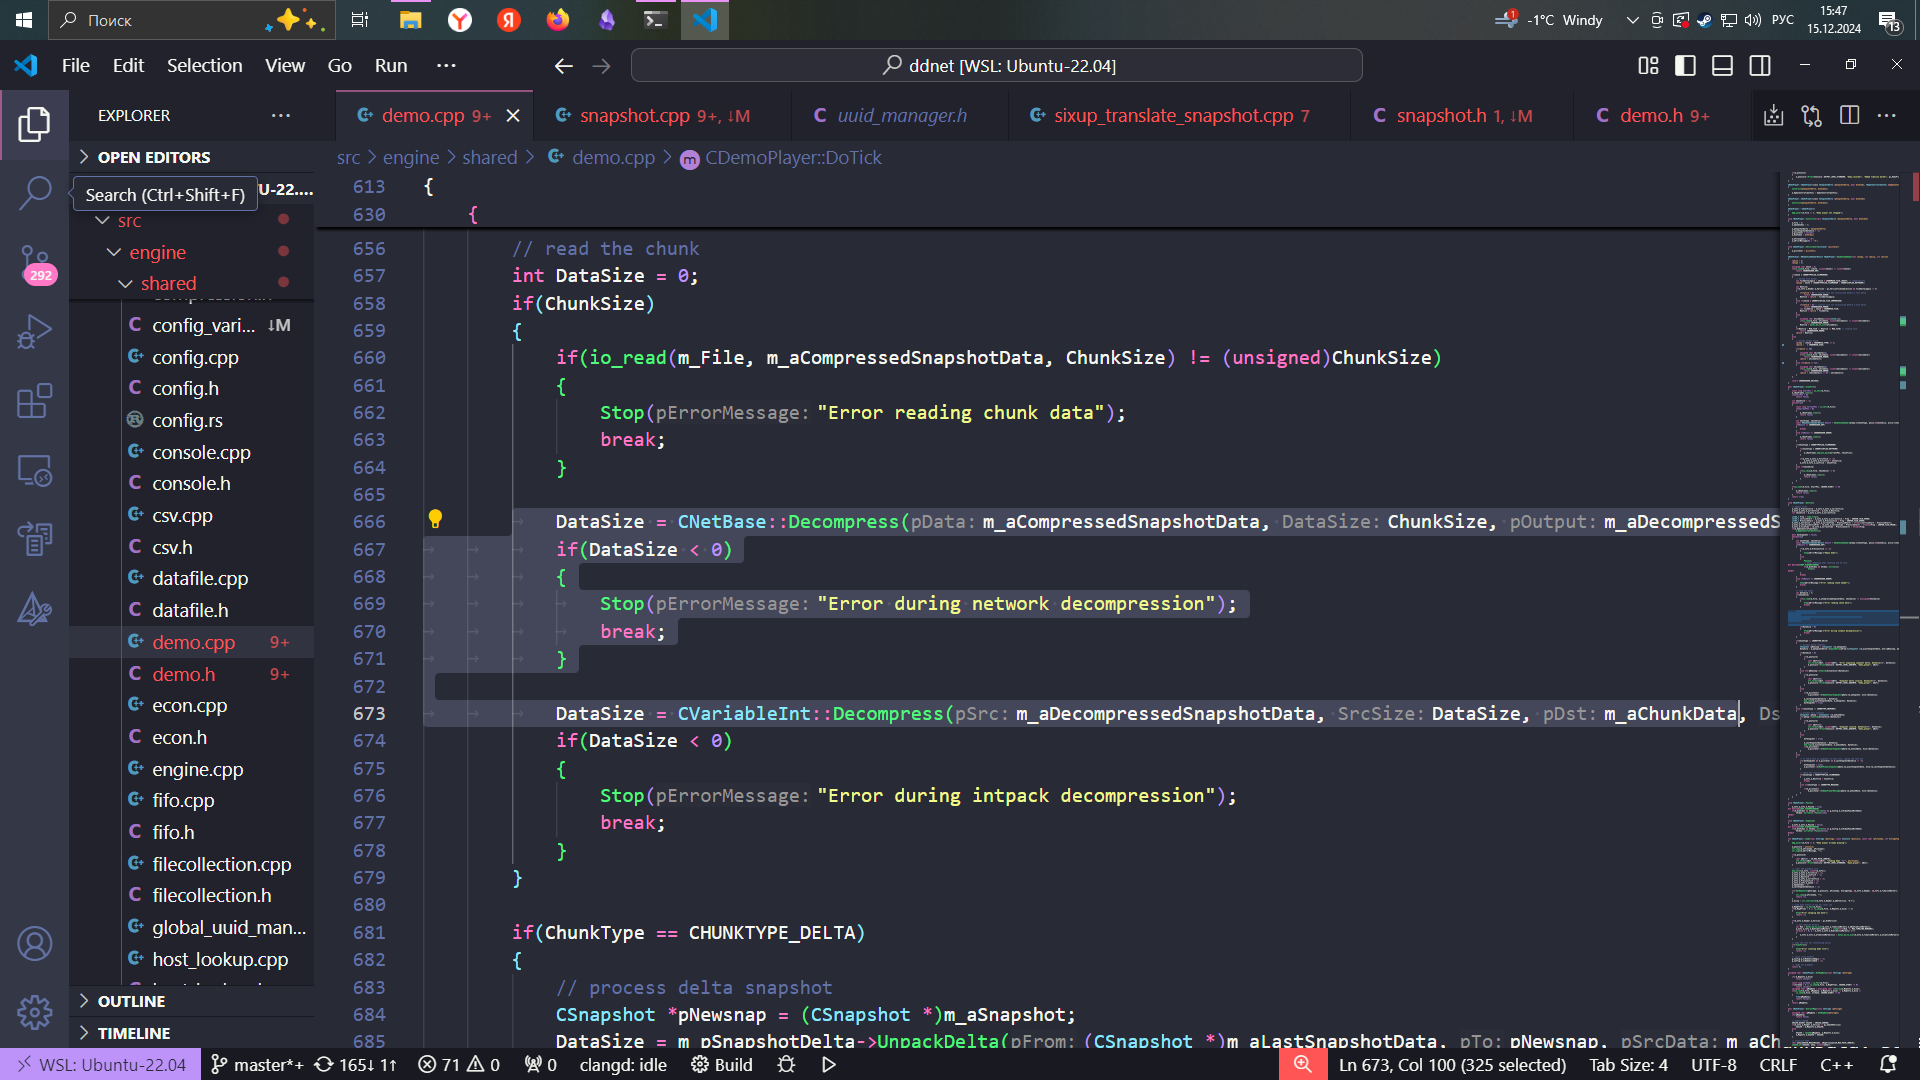 Поиск
-1°C Windy
РУС
15:47
15.12.2024
13
File Edit Selection View Go Run ···
ddnet [WSL: Ubuntu-22.04]
EXPLORER
demo.cpp 9+
snapshot.cpp 9+, ↓M
uuid_manager.h
sixup_translate_snapshot.cpp 7
snapshot.h 1, ↓M
demo.h 9+
OPEN EDITORS
src > engine > shared > demo.cpp > CDemoPlayer::DoTick
Search (Ctrl+Shift+F)
U-22....
src
engine
shared
292
config_vari... ↓M
config.cpp
config.h
config.rs
console.cpp
console.h
csv.cpp
csv.h
datafile.cpp
datafile.h
demo.cpp 9+
demo.h 9+
econ.cpp
econ.h
engine.cpp
fifo.cpp
fifo.h
filecollection.cpp
filecollection.h
global_uuid_man...
host_lookup.cpp
OUTLINE
TIMELINE
613 {
630 {
656 // read the chunk
657 int DataSize = 0;
658 if(ChunkSize)
659 {
660 if(io_read(m_File, m_aCompressedSnapshotData, ChunkSize) != (unsigned)ChunkSize)
661 {
662 Stop(pErrorMessage: "Error reading chunk data");
663 break;
664 }
665
666 DataSize = CNetBase::Decompress(pData: m_aCompressedSnapshotData, DataSize: ChunkSize, pOutput: m_aDecompressedS
667 if(DataSize < 0)
668 {
669 Stop(pErrorMessage: "Error during network decompression");
670 break;
671 }
672
673 DataSize = CVariableInt::Decompress(pSrc: m_aDecompressedSnapshotData, SrcSize: DataSize, pDst: m_aChunkData, Ds
674 if(DataSize < 0)
675 {
676 Stop(pErrorMessage: "Error during intpack decompression");
677 break;
678 }
679 }
680
681 if(ChunkType == CHUNKTYPE_DELTA)
682 {
683 // process delta snapshot
684 CSnapshot *pNewsnap = (CSnapshot *)m_aSnapshot;
685 DataSize = m_pSnapshotDelta->UnpackDelta(pFrom: (CSnapshot *)m_aLastSnapshotData, pTo: pNewsnap, pSrcData: m_aCh
WSL: Ubuntu-22.04 master*+ 165↓ 1↑ 71 0 0 clangd: idle Build Ln 673, Col 100 (325 selected) Tab Size: 4 UTF-8 CRLF C++